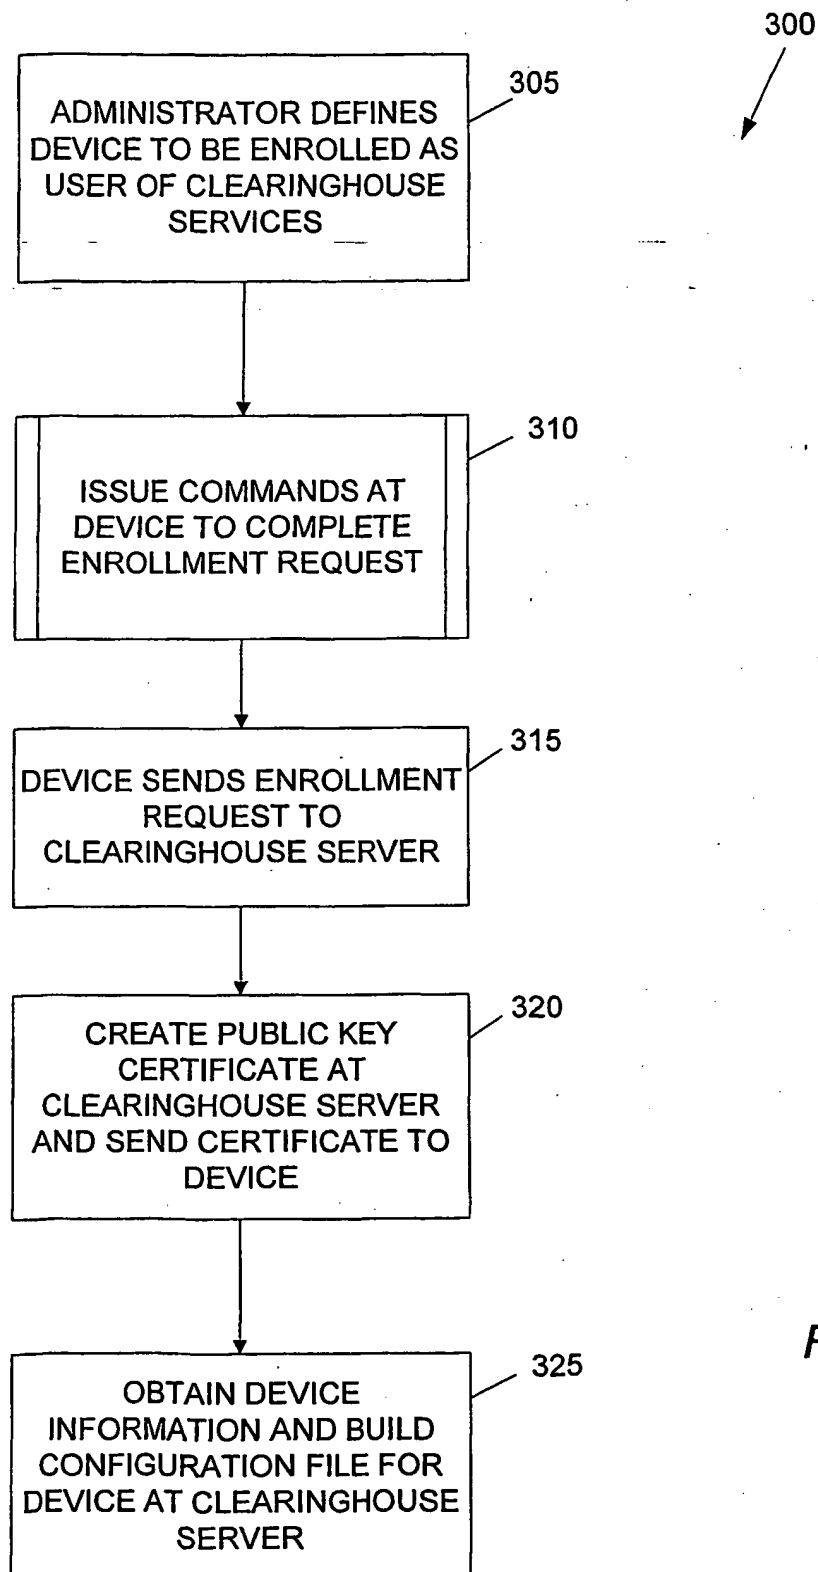 300
305
ADMINISTRATOR DEFINES
DEVICE TO BE ENROLLED AS
USER OF CLEARINGHOUSE
SERVICES
310
ISSUE COMMANDS AT
DEVICE TO COMPLETE
ENROLLMENT REQUEST
315
DEVICE SENDS ENROLLMENT
REQUEST TO
CLEARINGHOUSE SERVER
320
CREATE PUBLIC KEY
CERTIFICATE AT
CLEARINGHOUSE SERVER
AND SEND CERTIFICATE TO
DEVICE
325
OBTAIN DEVICE
INFORMATION AND BUILD
CONFIGURATION FILE FOR
DEVICE AT CLEARINGHOUSE
SERVER